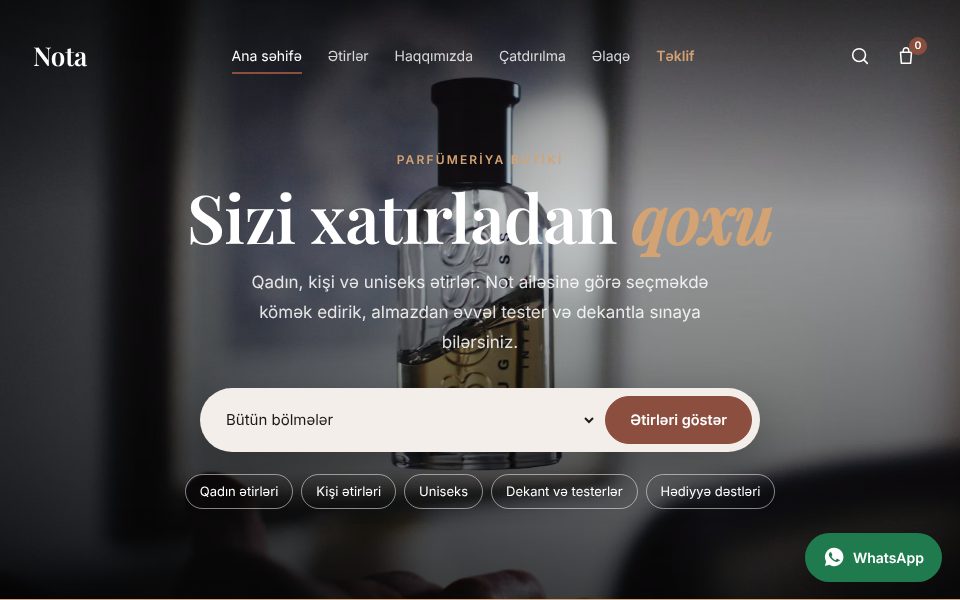 Nota
Ana səhifə
Ətirlər
Haqqımızda
Çatdırılma
Əlaqə
Təklif
0
PARFÜMERİYA BUTİKİ
Sizi xatırladan qoxu
Qadın, kişi və uniseks ətirlər. Not ailəsinə görə seçməkdə
kömək edirik, almazdan əvvəl tester və dekantla sınaya
bilərsiniz.
Bütün bölmələr
Ətirləri göstər
Qadın ətirləri
Kişi ətirləri
Uniseks
Dekant və testerlər
Hədiyyə dəstləri
WhatsApp